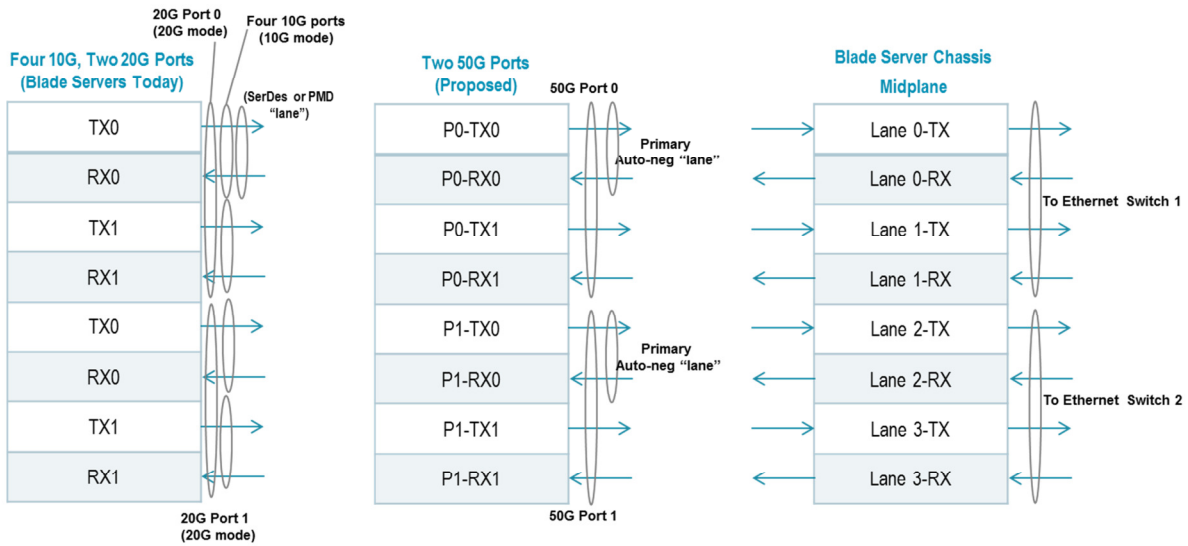 20G Port 0
(20G mode)
Four 10G ports
(10G mode)
Four 10G, Two 20G Ports
(Blade Servers Today)
(SerDes or PMD
“lane”)
TX0
RX0
TX1
RX1
TX0
RX0
TX1
RX1
20G Port 1
(20G mode)
Two 50G Ports
(Proposed)
50G Port 0
P0-TX0
P0-RX0
P0-TX1
P0-RX1
P1-TX0
P1-RX0
P1-TX1
P1-RX1
Primary
Auto-neg “lane”
Primary
Auto-neg “lane”
50G Port 1
Blade Server Chassis
Midplane
Lane 0-TX
Lane 0-RX
Lane 1-TX
Lane 1-RX
Lane 2-TX
Lane 2-RX
Lane 3-TX
Lane 3-RX
To Ethernet Switch 1
To Ethernet Switch 2